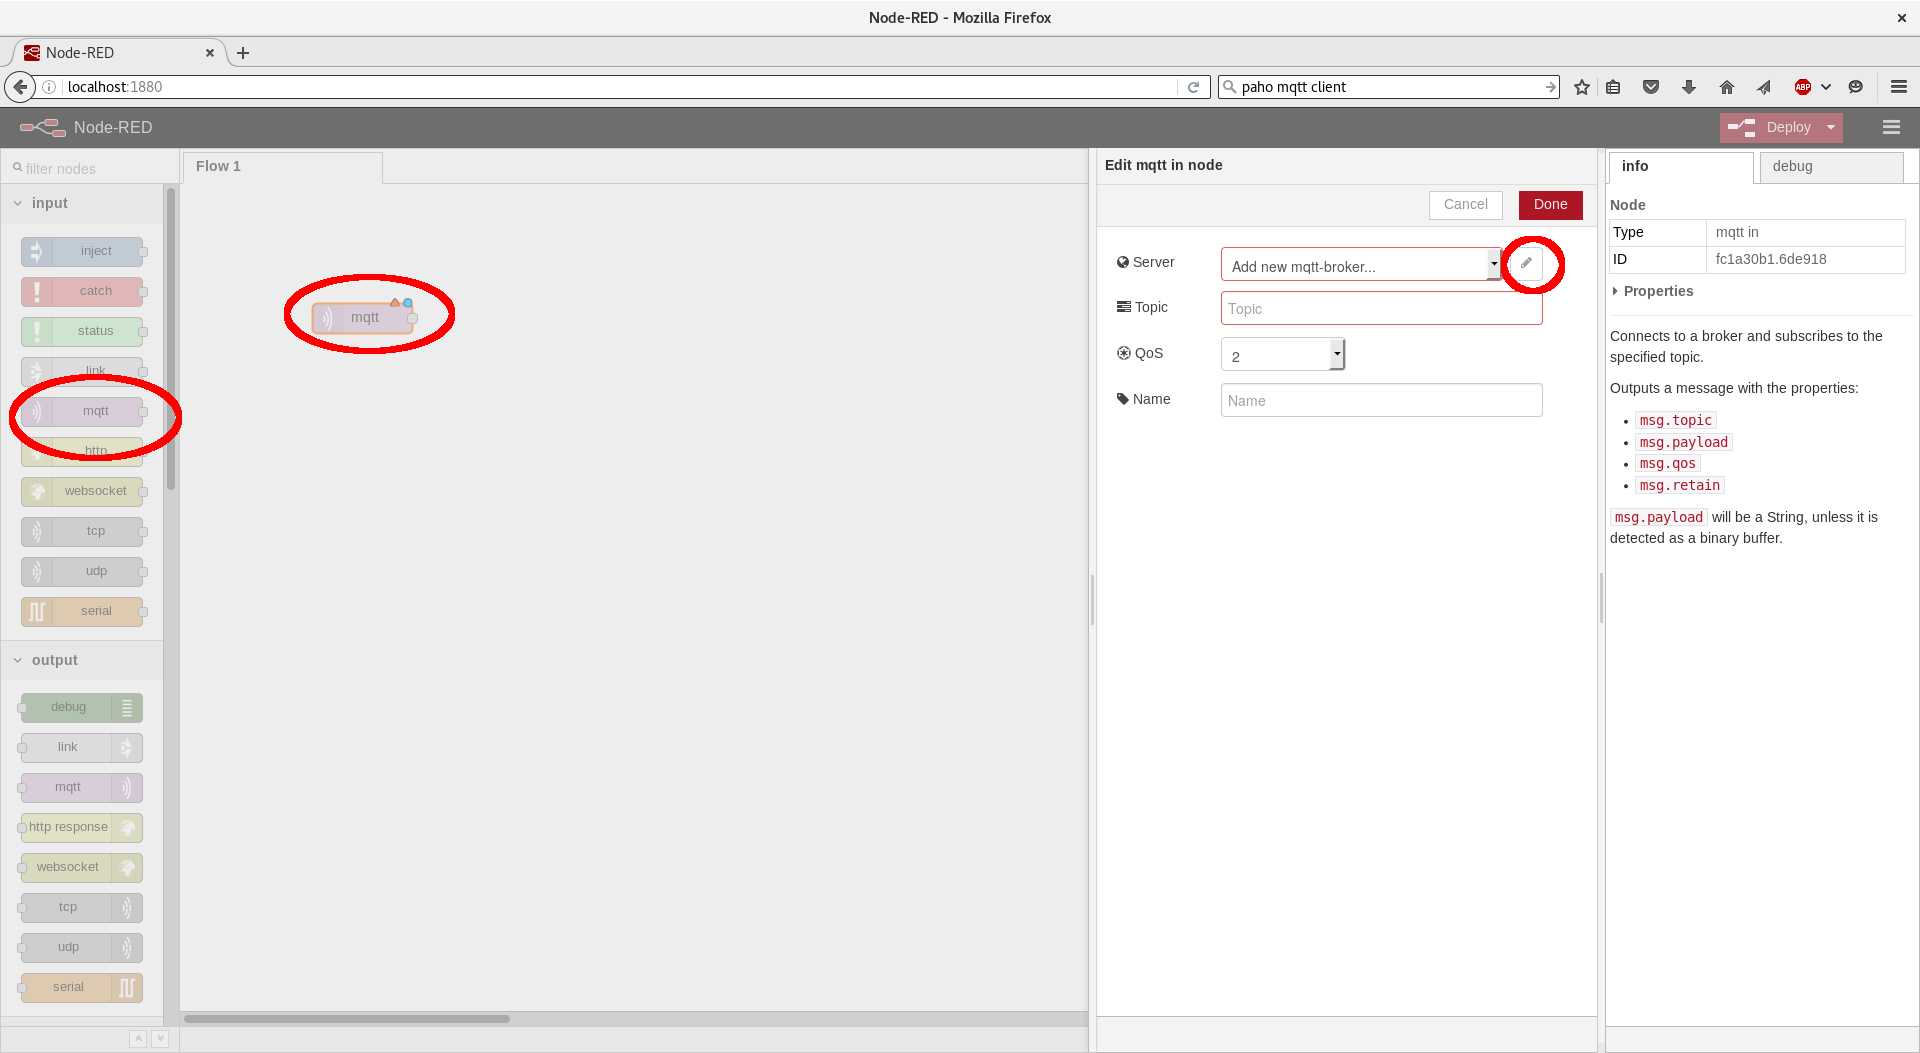 Node-RED - Mozilla Firefox
Node-RED
localhost:1880
paho mqtt client
ABP
Node-RED
Deploy
filter nodes
input
inject
catch
status
link
mqtt
http
websocket
tcp
udp
serial
output
debug
link
mqtt
http response
websocket
tcp
udp
serial
Flow 1
mqtt
Edit mqtt in node
Cancel
Done
Server
Add new mqtt-broker...
Topic
Topic
QoS
2
Name
Name
info
debug
Node
Type
mqtt in
ID
fc1a30b1.6de918
Properties
Connects to a broker and subscribes to the
specified topic.
Outputs a message with the properties:
msg.topic
msg.payload
msg.qos
msg.retain
msg.payload will be a String, unless it is
detected as a binary buffer.